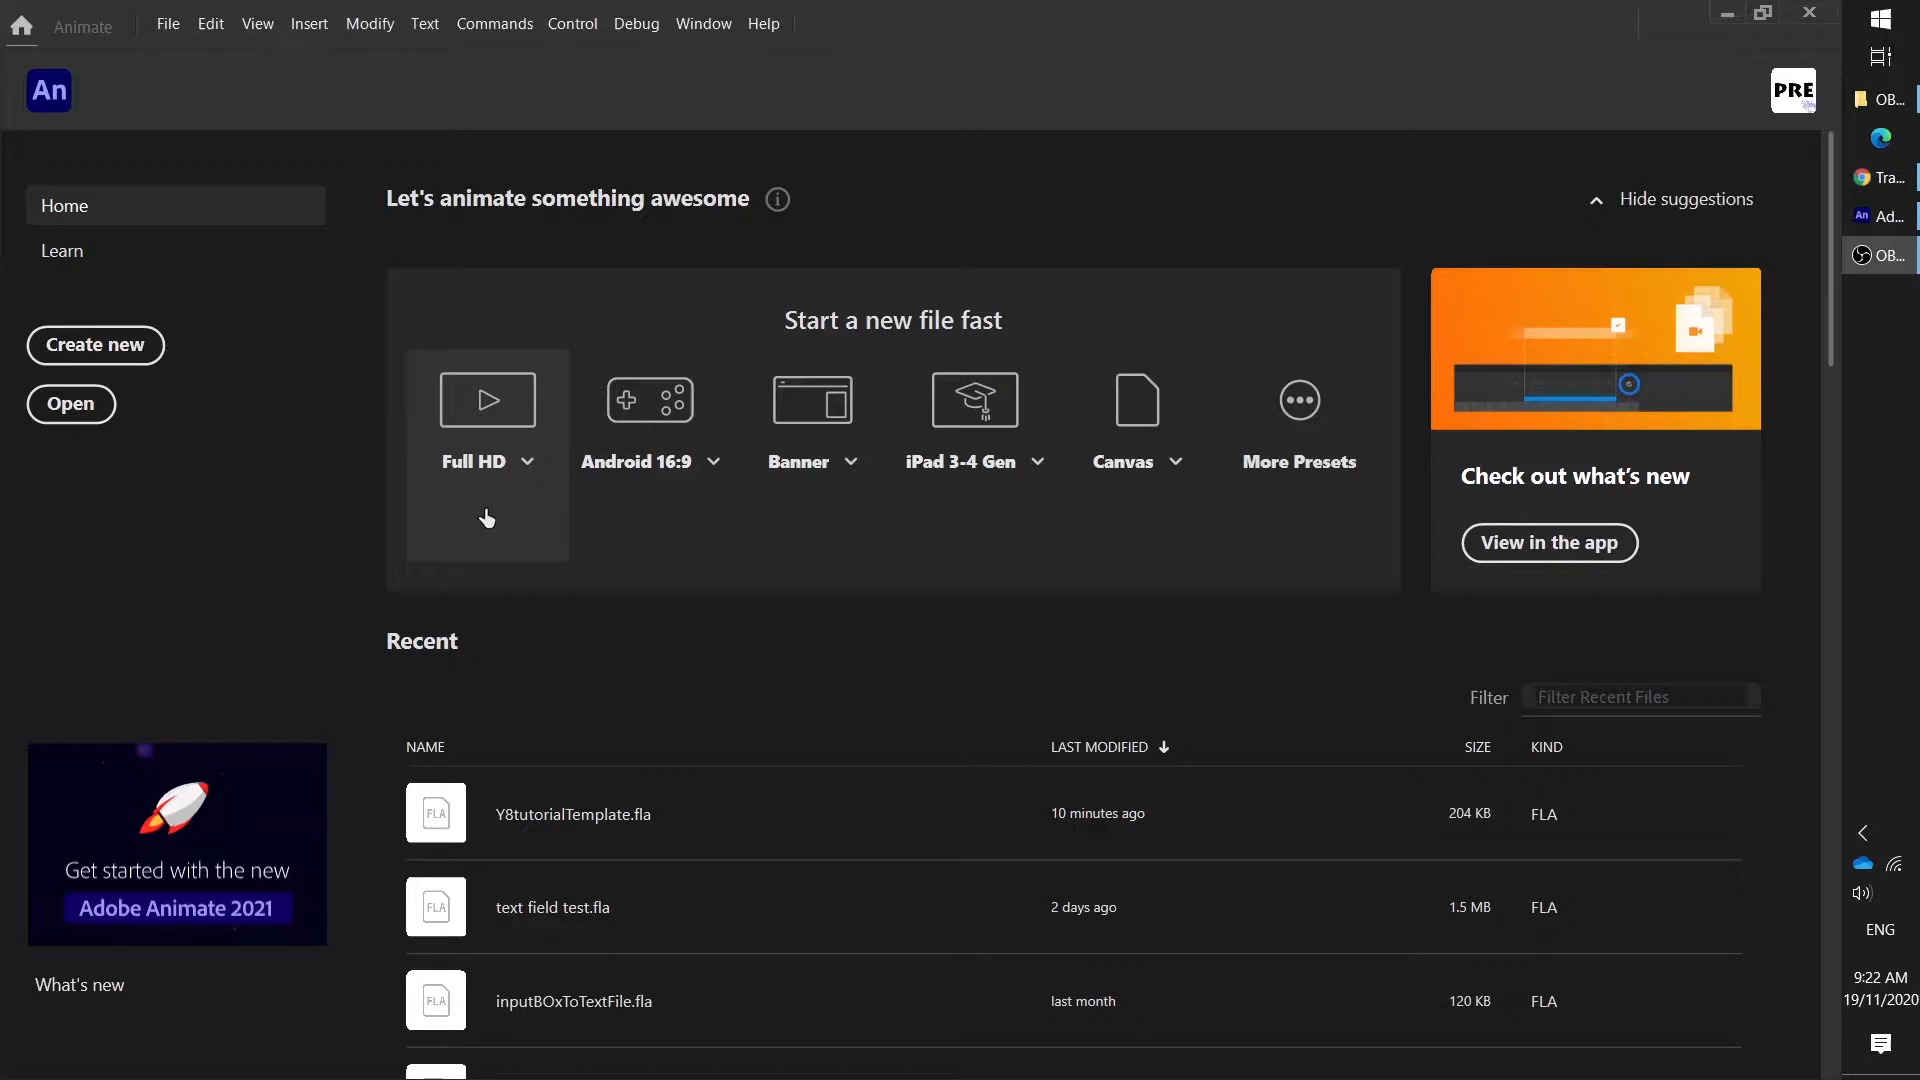 Animate
File Edit View Insert Modify Text Commands Control Debug Window Help
An
PRE
Home
Learn
Create new
Open
Let's animate something awesome
Hide suggestions
Start a new file fast
Full HD
Android 16:9
Banner
iPad 3-4 Gen
Canvas
More Presets
Check out what's new
View in the app
Recent
Filter Filter Recent Files
NAME LAST MODIFIED SIZE KIND
FLA Y8tutorialTemplate.fla 10 minutes ago 204 KB FLA
FLA text field test.fla 2 days ago 1.5 MB FLA
FLA inputBOxToTextFile.fla last month 120 KB FLA
Get started with the new
Adobe Animate 2021
What's new
OB...
Tra...
An Ad...
OB...
ENG
9:22 AM
19/11/2020